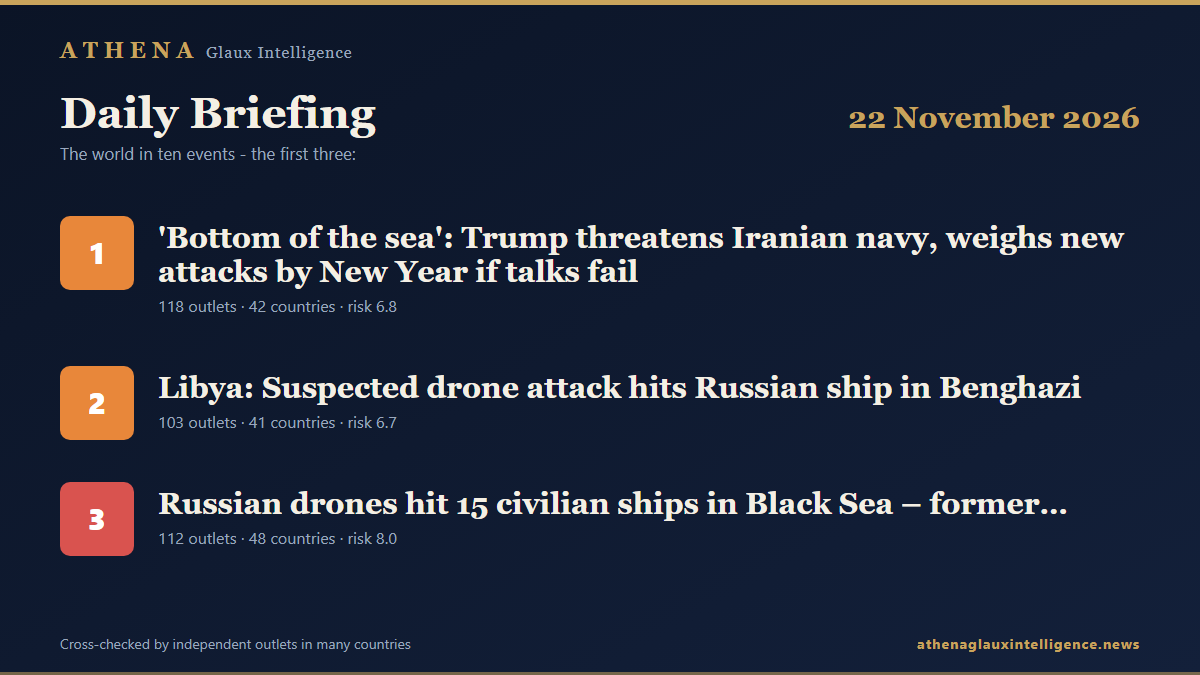 ATHENA Glaux Intelligence
Daily Briefing
22 November 2026
The world in ten events - the first three:
1
'Bottom of the sea': Trump threatens Iranian navy, weighs new
attacks by New Year if talks fail
118 outlets · 42 countries · risk 6.8
2
Libya: Suspected drone attack hits Russian ship in Benghazi
103 outlets · 41 countries · risk 6.7
3
Russian drones hit 15 civilian ships in Black Sea – former...
112 outlets · 48 countries · risk 8.0
Cross-checked by independent outlets in many countries
athenaglauxintelligence.news